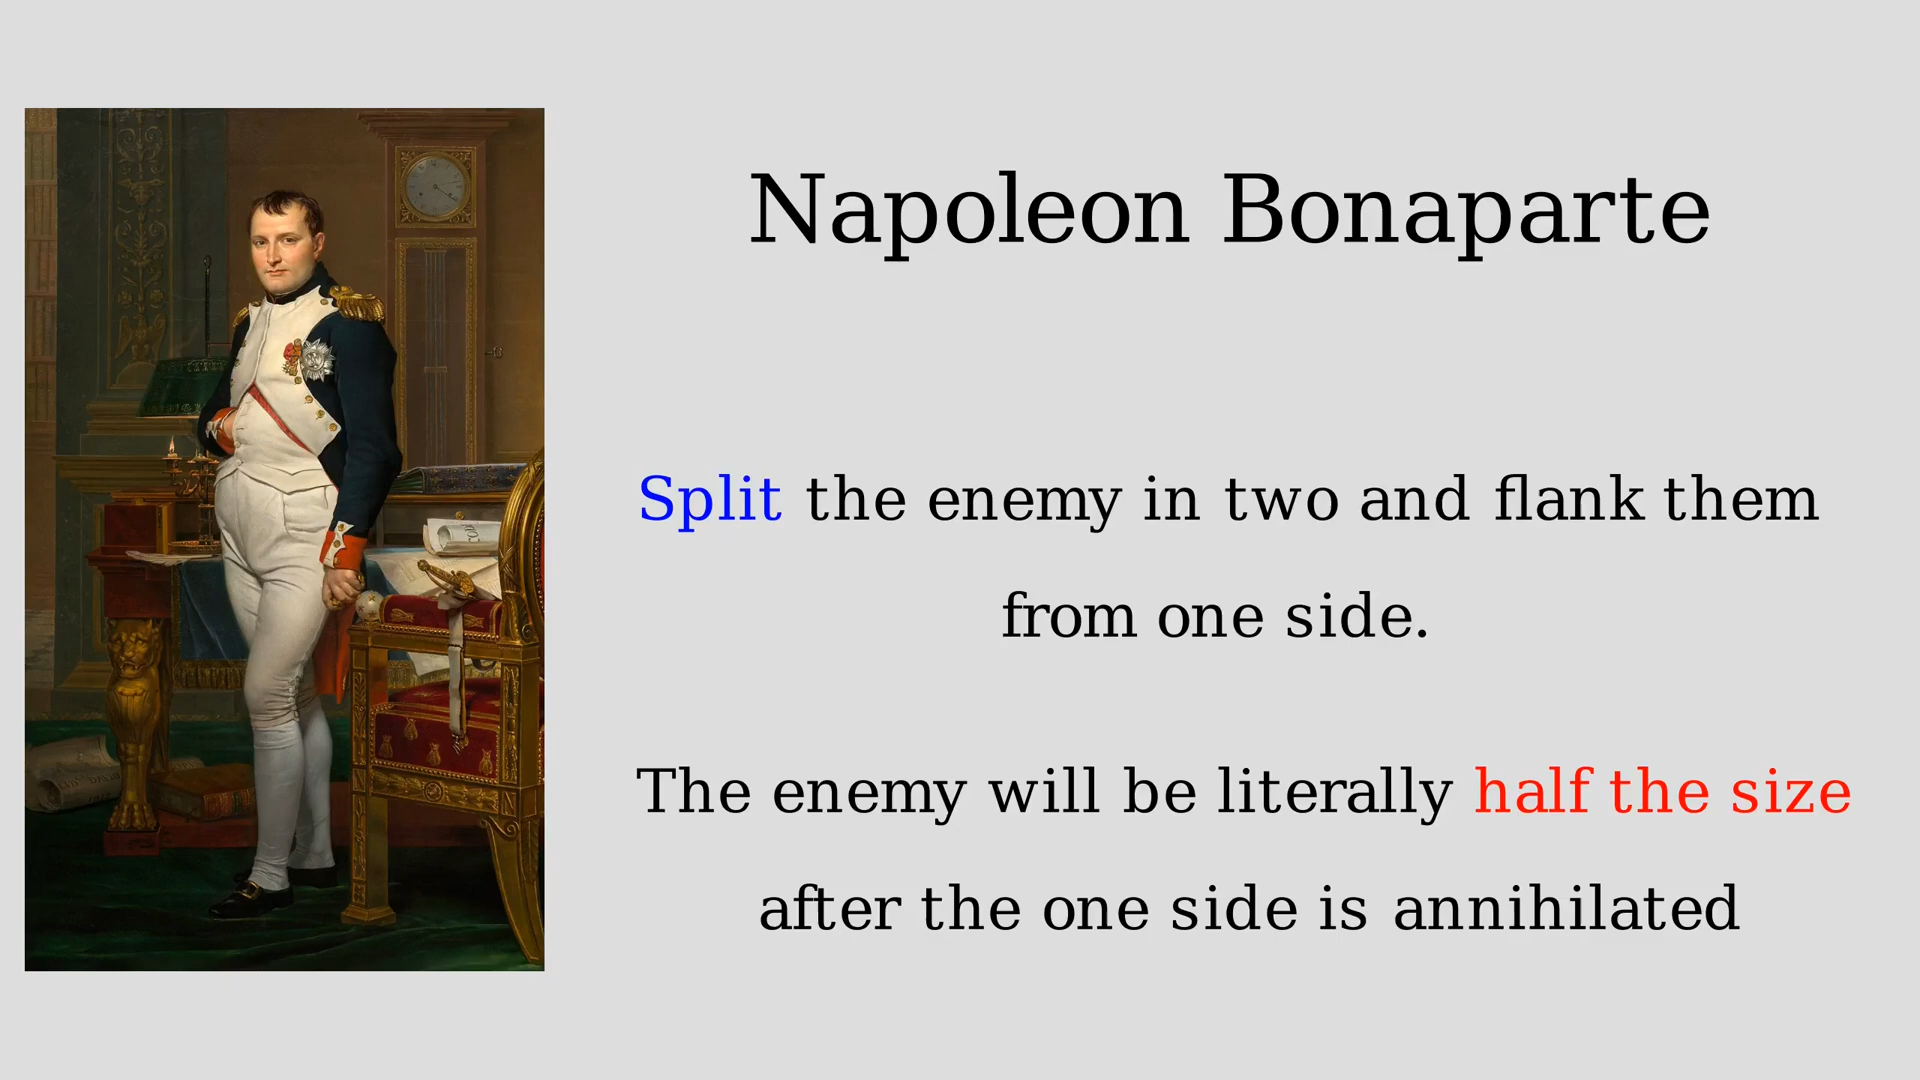 Napoleon Bonaparte
Split the enemy in two and flank them
from one side.
The enemy will be literally half the size
after the one side is annihilated